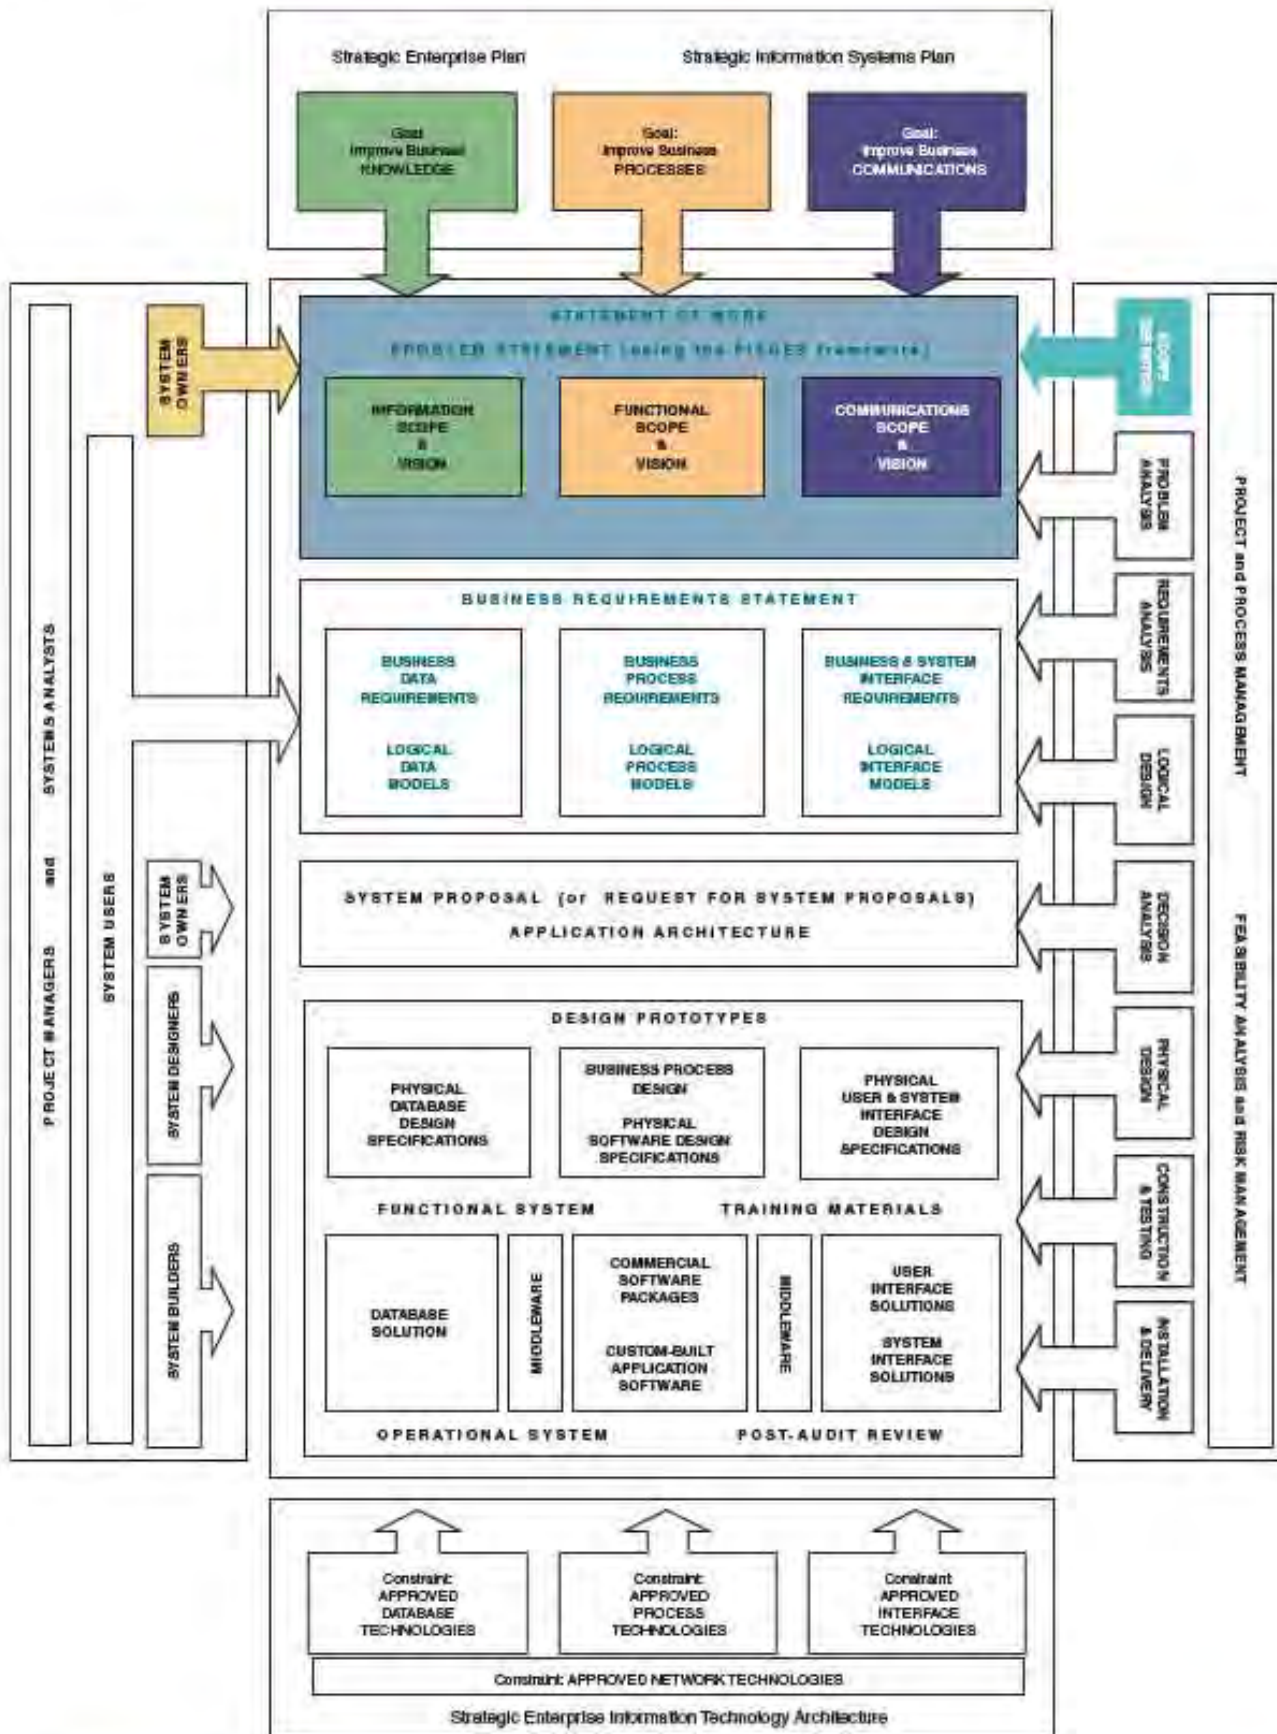 Strategic Enterprise Plan
Strategic Information Systems Plan
Goal:
Improve Business
KNOWLEDGE
Goal:
Improve Business
PROCESSES
Goal:
Improve Business
COMMUNICATIONS
STATEMENT OF WORK
PROBLEM STATEMENT (using the PIECES framework)
INFORMATION
SCOPE
&
VISION
FUNCTIONAL
SCOPE
&
VISION
COMMUNICATIONS
SCOPE
&
VISION
BUSINESS REQUIREMENTS STATEMENT
BUSINESS
DATA
REQUIREMENTS
LOGICAL
DATA
MODELS
BUSINESS
PROCESS
REQUIREMENTS
LOGICAL
PROCESS
MODELS
BUSINESS & SYSTEM
INTERFACE
REQUIREMENTS
LOGICAL
INTERFACE
MODELS
SYSTEM PROPOSAL (or REQUEST FOR SYSTEM PROPOSALS)
APPLICATION ARCHITECTURE
DESIGN PROTOTYPES
PHYSICAL
DATABASE
DESIGN
SPECIFICATIONS
BUSINESS PROCESS
DESIGN
PHYSICAL
SOFTWARE DESIGN
SPECIFICATIONS
PHYSICAL
USER & SYSTEM
INTERFACE
DESIGN
SPECIFICATIONS
FUNCTIONAL SYSTEM
TRAINING MATERIALS
DATABASE
SOLUTION
MIDDLEWARE
COMMERCIAL
SOFTWARE
PACKAGES
CUSTOM-BUILT
APPLICATION
SOFTWARE
MIDDLEWARE
USER
INTERFACE
SOLUTIONS
SYSTEM
INTERFACE
SOLUTIONS
OPERATIONAL SYSTEM
POST-AUDIT REVIEW
PROJECT MANAGERS and SYSTEMS ANALYSTS
SYSTEM USERS
SYSTEM
OWNERS
SYSTEM
OWNERS
SYSTEM DESIGNERS
SYSTEM BUILDERS
SCOPE
PROBLEM
ANALYSIS
REQUIREMENTS
ANALYSIS
LOGICAL
DESIGN
DECISION
ANALYSIS
PHYSICAL
DESIGN
CONSTRUCTION
& TESTING
INSTALLATION
& DELIVERY
PROJECT and PROCESS MANAGEMENT
FEASIBILITY ANALYSIS and RISK MANAGEMENT
Constraint:
APPROVED
DATABASE
TECHNOLOGIES
Constraint:
APPROVED
PROCESS
TECHNOLOGIES
Constraint:
APPROVED
INTERFACE
TECHNOLOGIES
Constraint: APPROVED NETWORK TECHNOLOGIES
Strategic Enterprise Information Technology Architecture